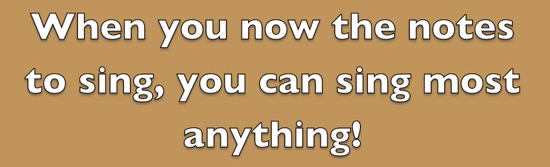 When you now the notes
to sing, you can sing most
anything!